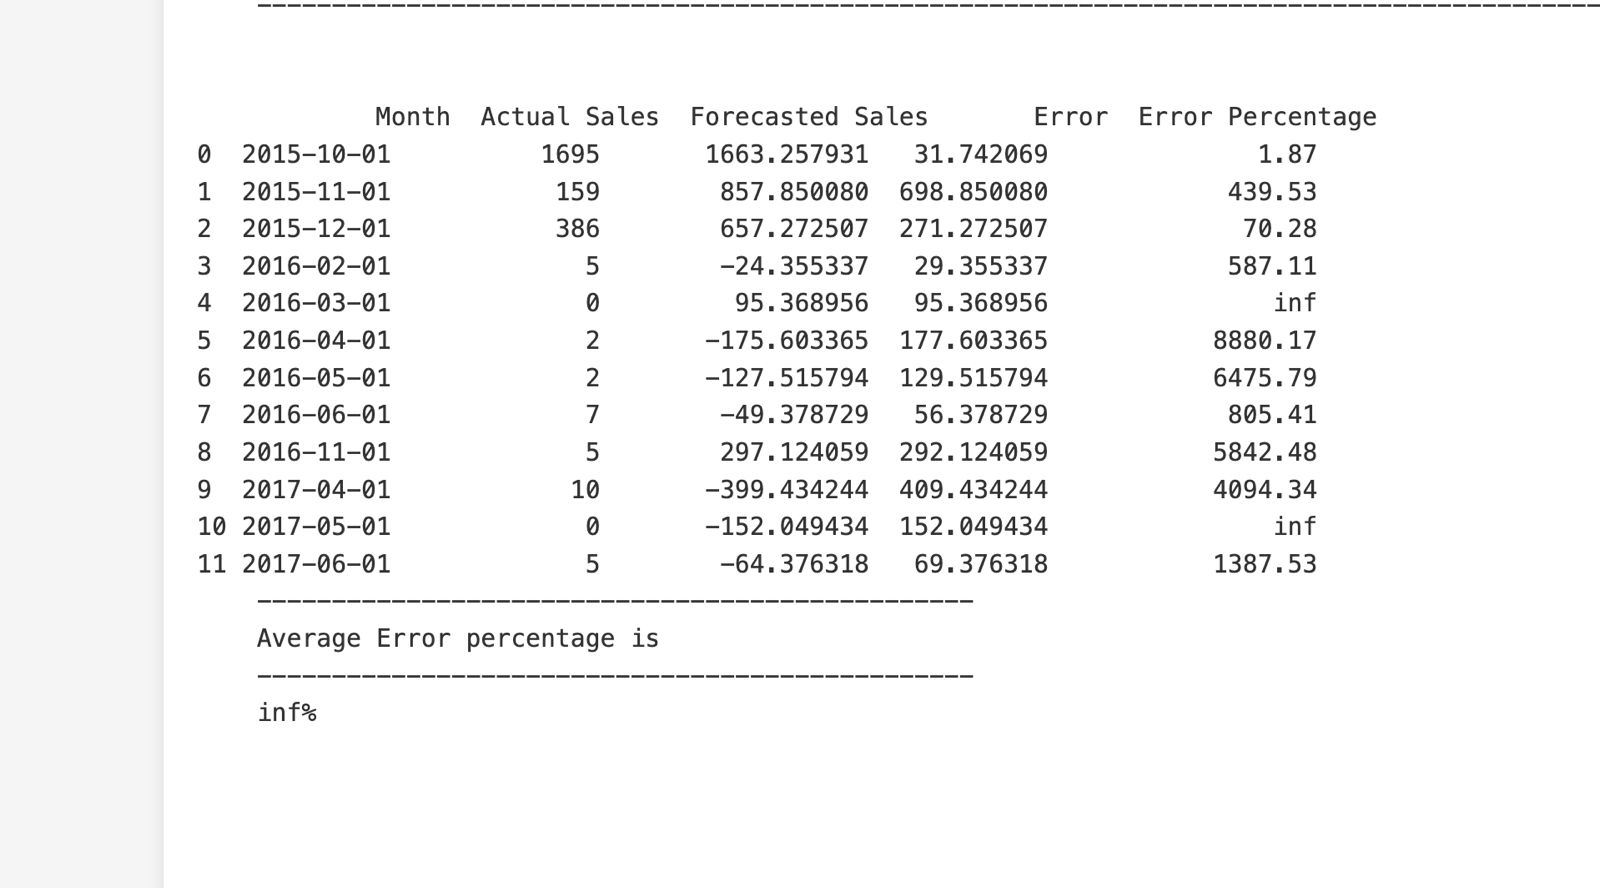 ------------------------------------------------------------------------------------------
Month  Actual Sales  Forecasted Sales       Error  Error Percentage
0  2015-10-01          1695       1663.257931   31.742069              1.87
1  2015-11-01           159        857.850080  698.850080            439.53
2  2015-12-01           386        657.272507  271.272507             70.28
3  2016-02-01             5        -24.355337   29.355337            587.11
4  2016-03-01             0         95.368956   95.368956               inf
5  2016-04-01             2       -175.603365  177.603365           8880.17
6  2016-05-01             2       -127.515794  129.515794           6475.79
7  2016-06-01             7        -49.378729   56.378729            805.41
8  2016-11-01             5        297.124059  292.124059           5842.48
9  2017-04-01            10       -399.434244  409.434244           4094.34
10 2017-05-01             0       -152.049434  152.049434               inf
11 2017-06-01             5        -64.376318   69.376318           1387.53
------------------------------------------------
Average Error percentage is
------------------------------------------------
inf%